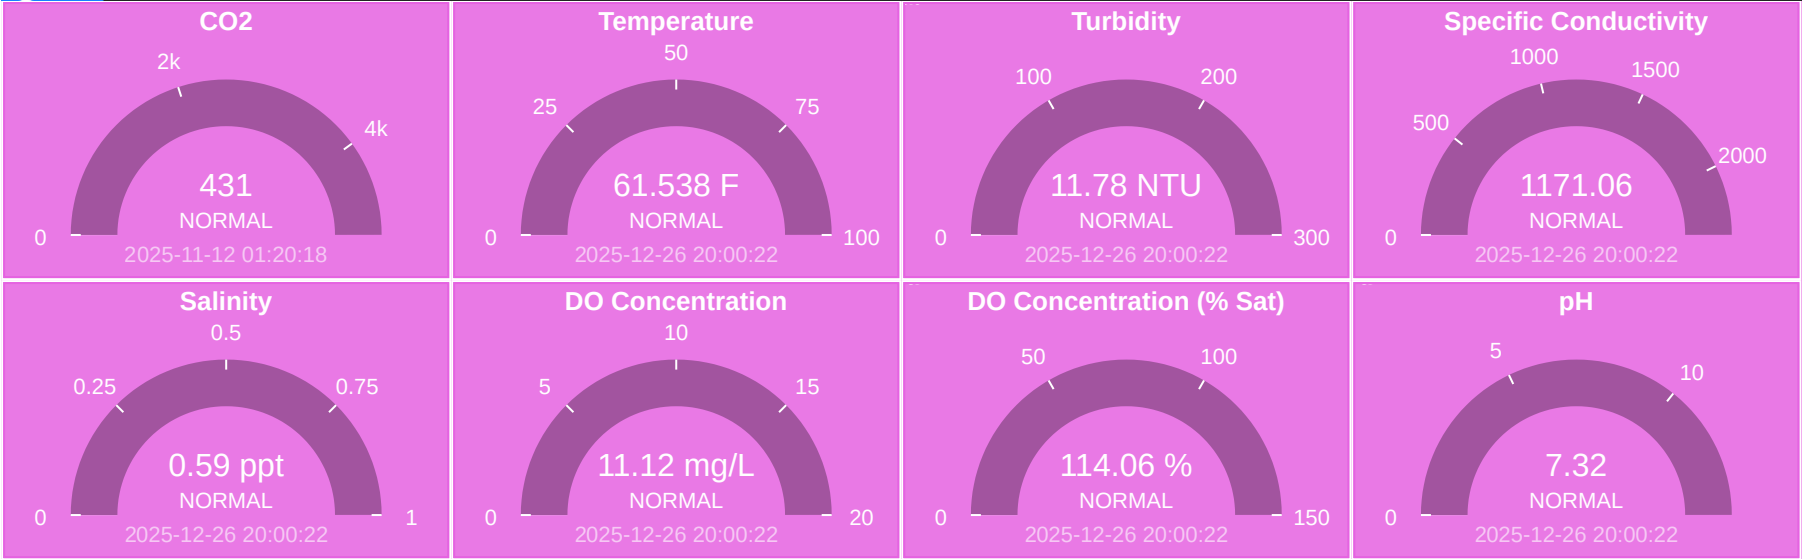 CO2
2k
4k
0
431
NORMAL
2025-11-12 01:20:18
Temperature
50
25
75
0
100
61.538 F
NORMAL
2025-12-26 20:00:22
Turbidity
100
200
0
300
11.78 NTU
NORMAL
2025-12-26 20:00:22
Specific Conductivity
1000
1500
500
2000
0
1171.06
NORMAL
2025-12-26 20:00:22
Salinity
0.5
0.25
0.75
0
1
0.59 ppt
NORMAL
2025-12-26 20:00:22
DO Concentration
10
5
15
0
20
11.12 mg/L
NORMAL
2025-12-26 20:00:22
DO Concentration (% Sat)
50
100
0
150
114.06 %
NORMAL
2025-12-26 20:00:22
pH
5
10
0
7.32
NORMAL
2025-12-26 20:00:22